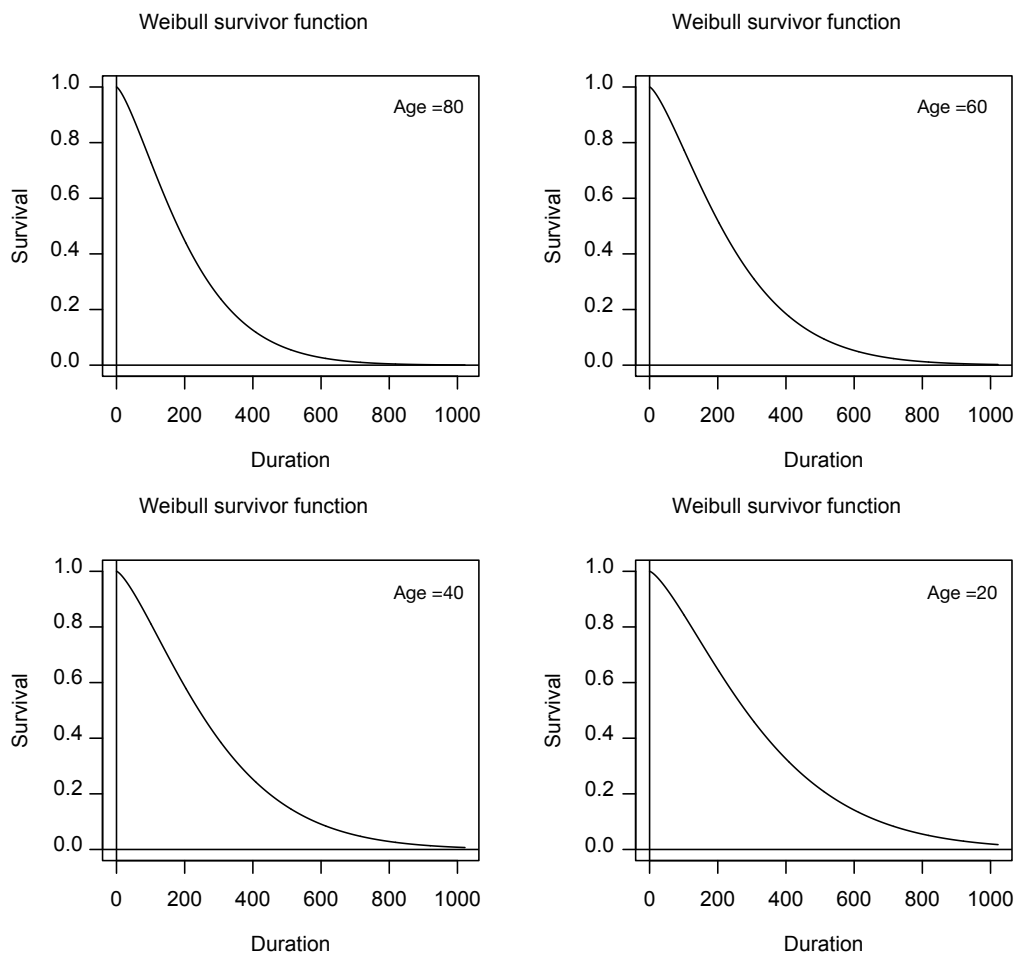 Weibull survivor function
Age =80
Survival
1.0
0.8
0.6
0.4
0.2
0.0
0 200 400 600 800 1000
Duration
Weibull survivor function
Age =60
Survival
1.0
0.8
0.6
0.4
0.2
0.0
0 200 400 600 800 1000
Duration
Weibull survivor function
Age =40
Survival
1.0
0.8
0.6
0.4
0.2
0.0
0 200 400 600 800 1000
Duration
Weibull survivor function
Age =20
Survival
1.0
0.8
0.6
0.4
0.2
0.0
0 200 400 600 800 1000
Duration